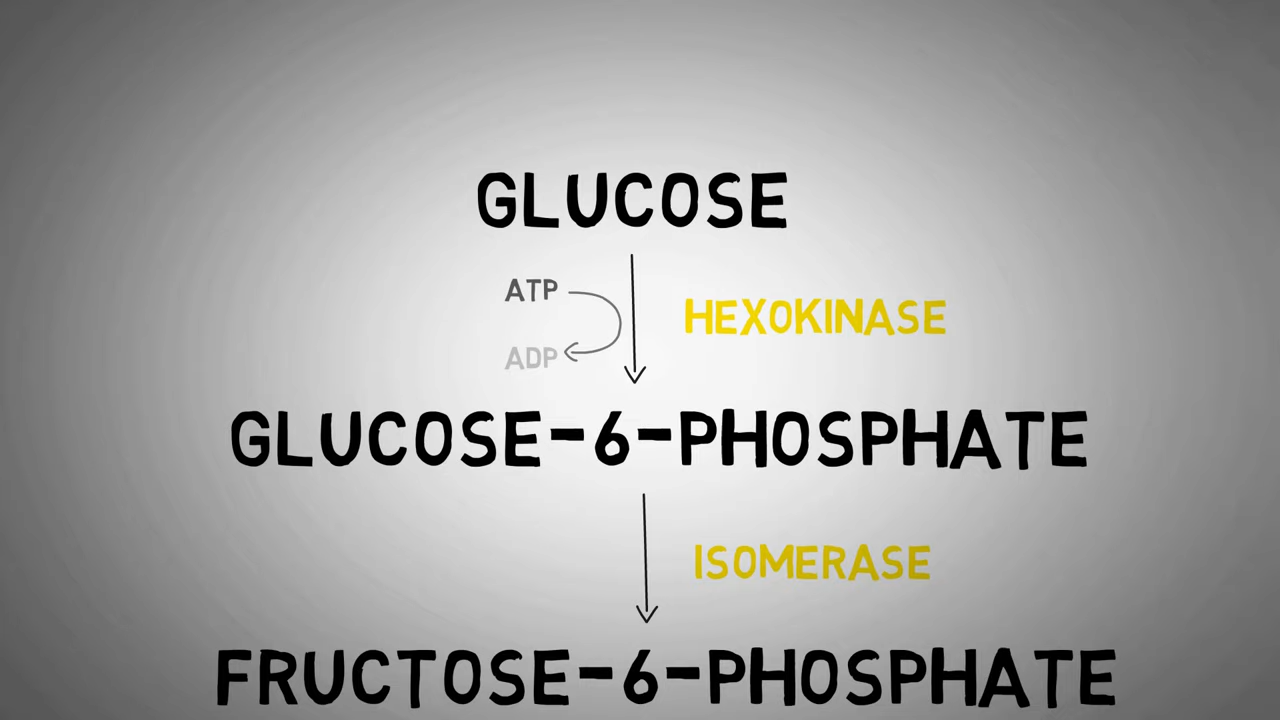 GLUCOSE
ATP
HEXOKINASE
ADP
GLUCOSE-6-PHOSPHATE
ISOMERASE
FRUCTOSE-6-PHOSPHATE